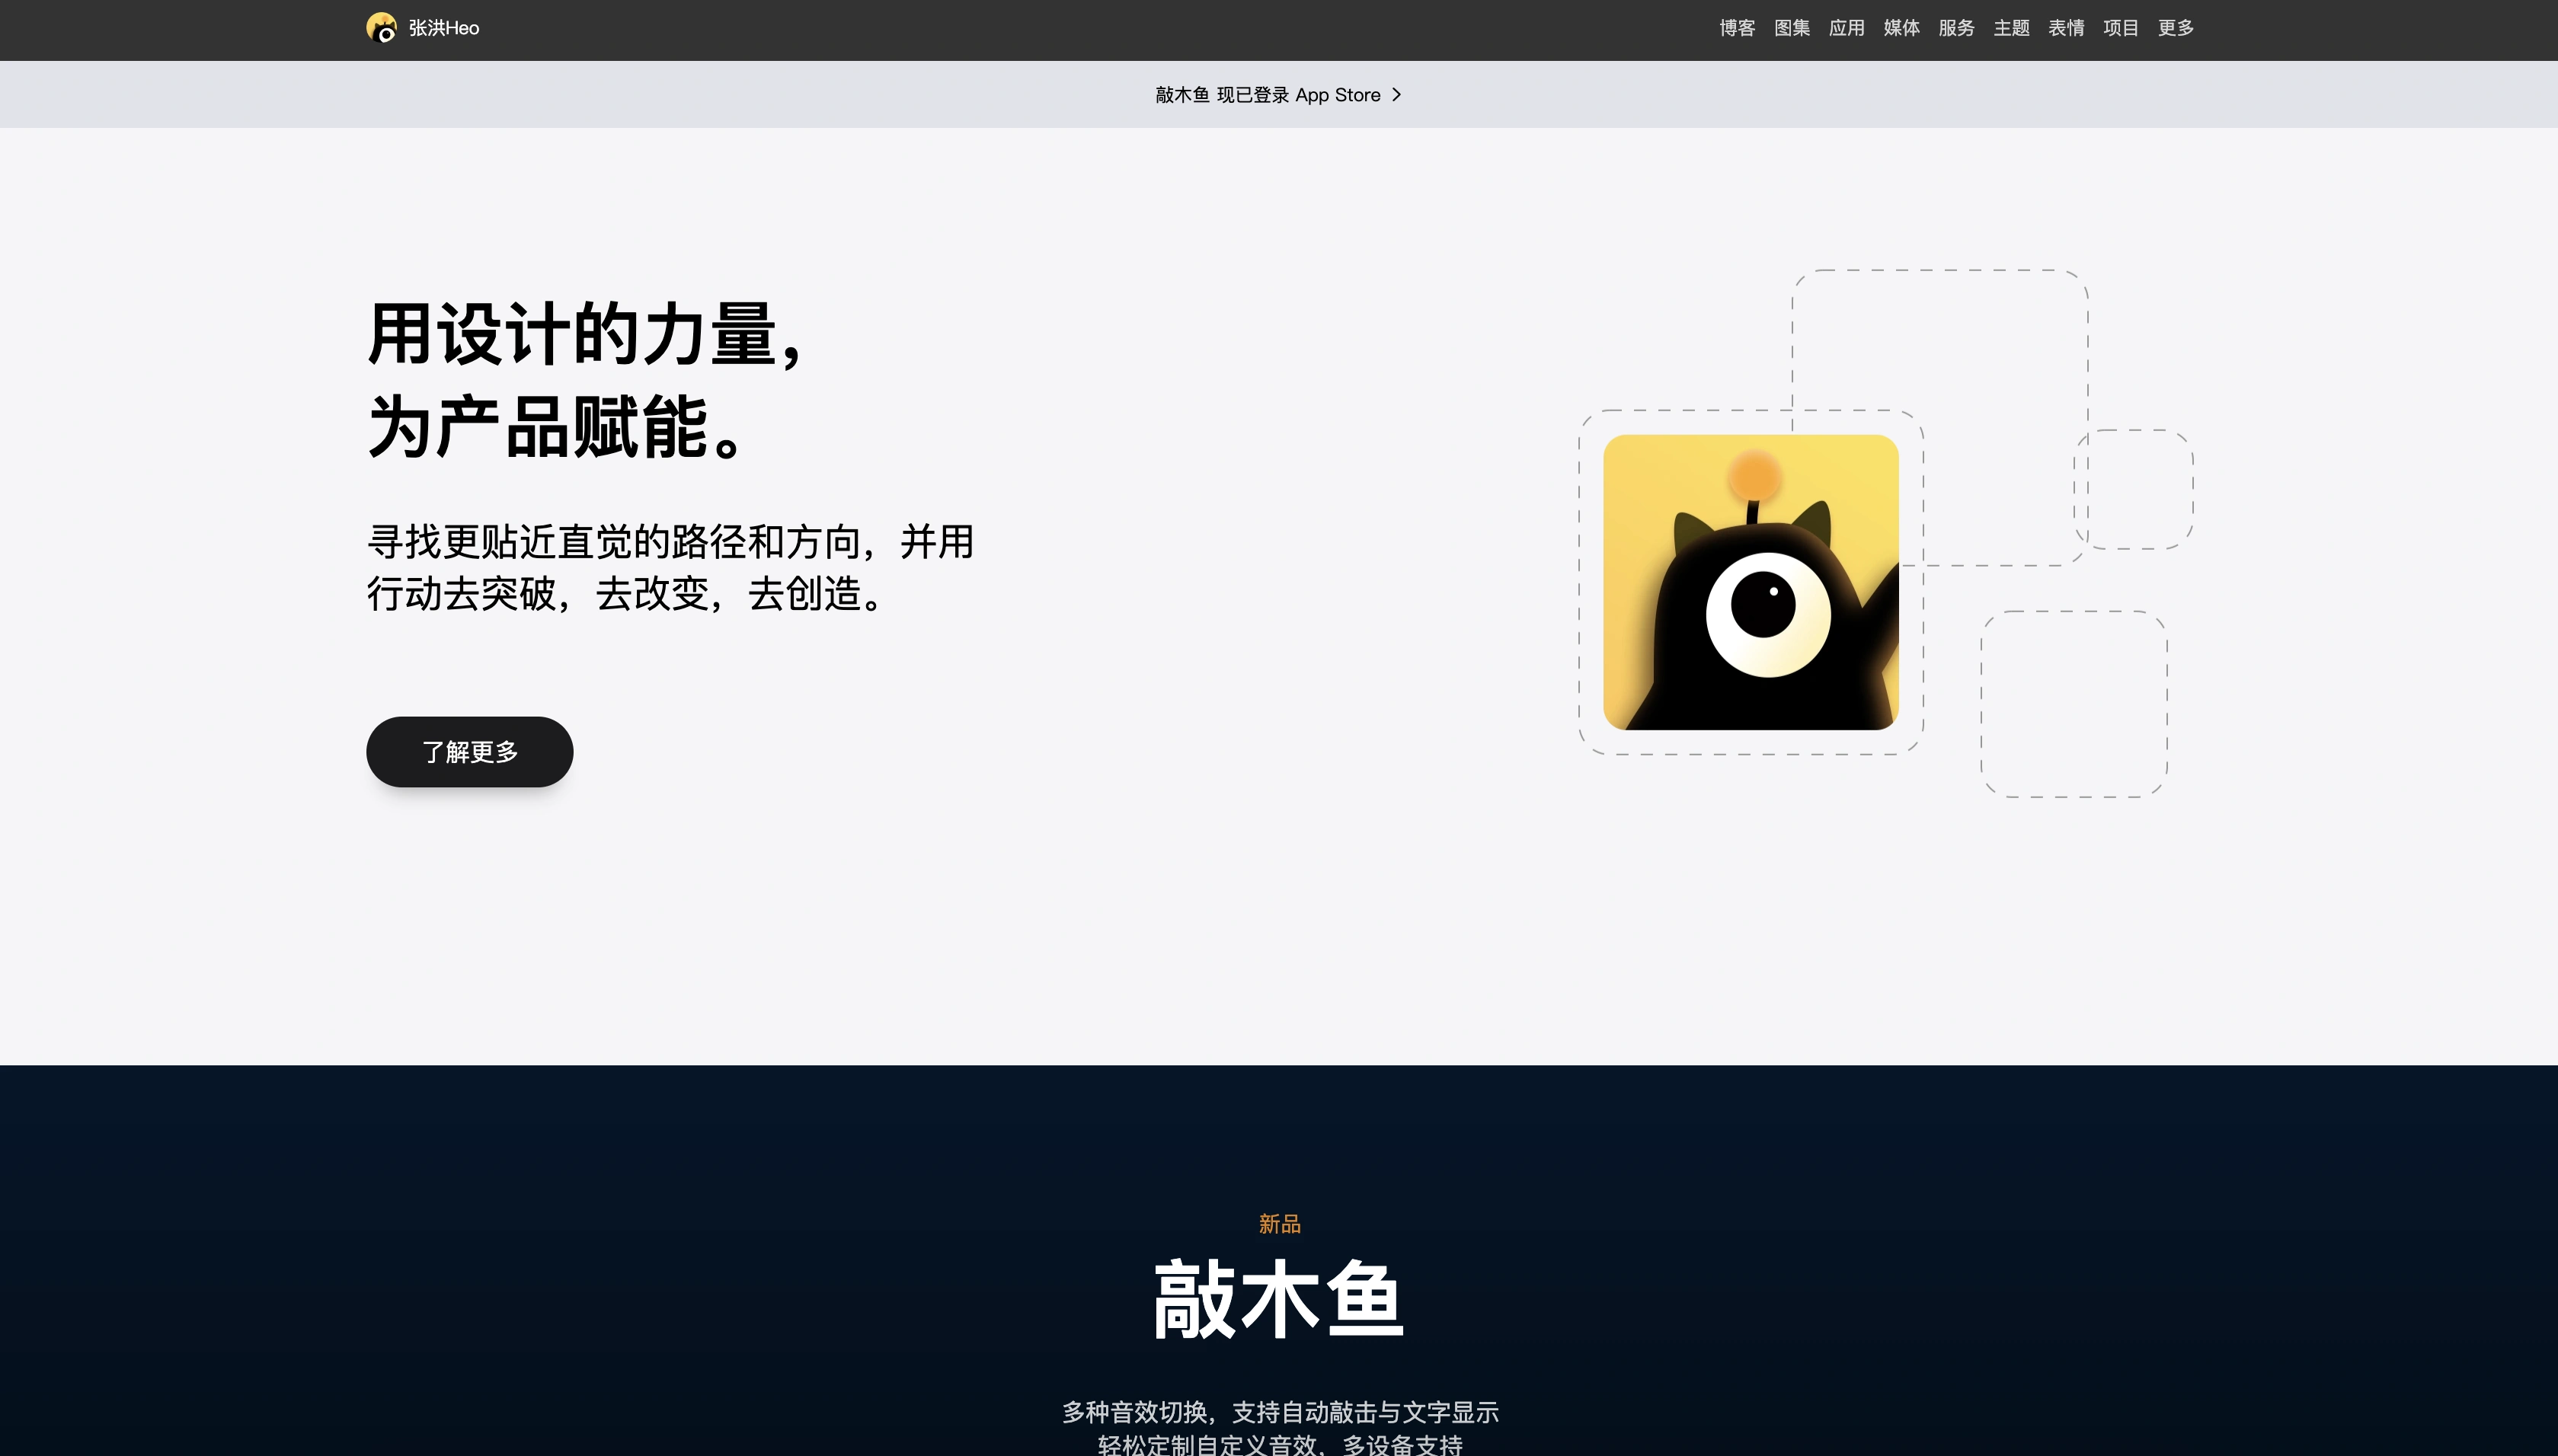 张洪Heo
博客 图集 应用 媒体 服务 主题 表情 项目 更多
敲木鱼 现已登录 App Store
用设计的力量，
为产品赋能。
寻找更贴近直觉的路径和方向，并用
行动去突破，去改变，去创造。
了解更多
新品
敲木鱼
多种音效切换，支持自动敲击与文字显示
轻松定制自定义音效，多设备支持